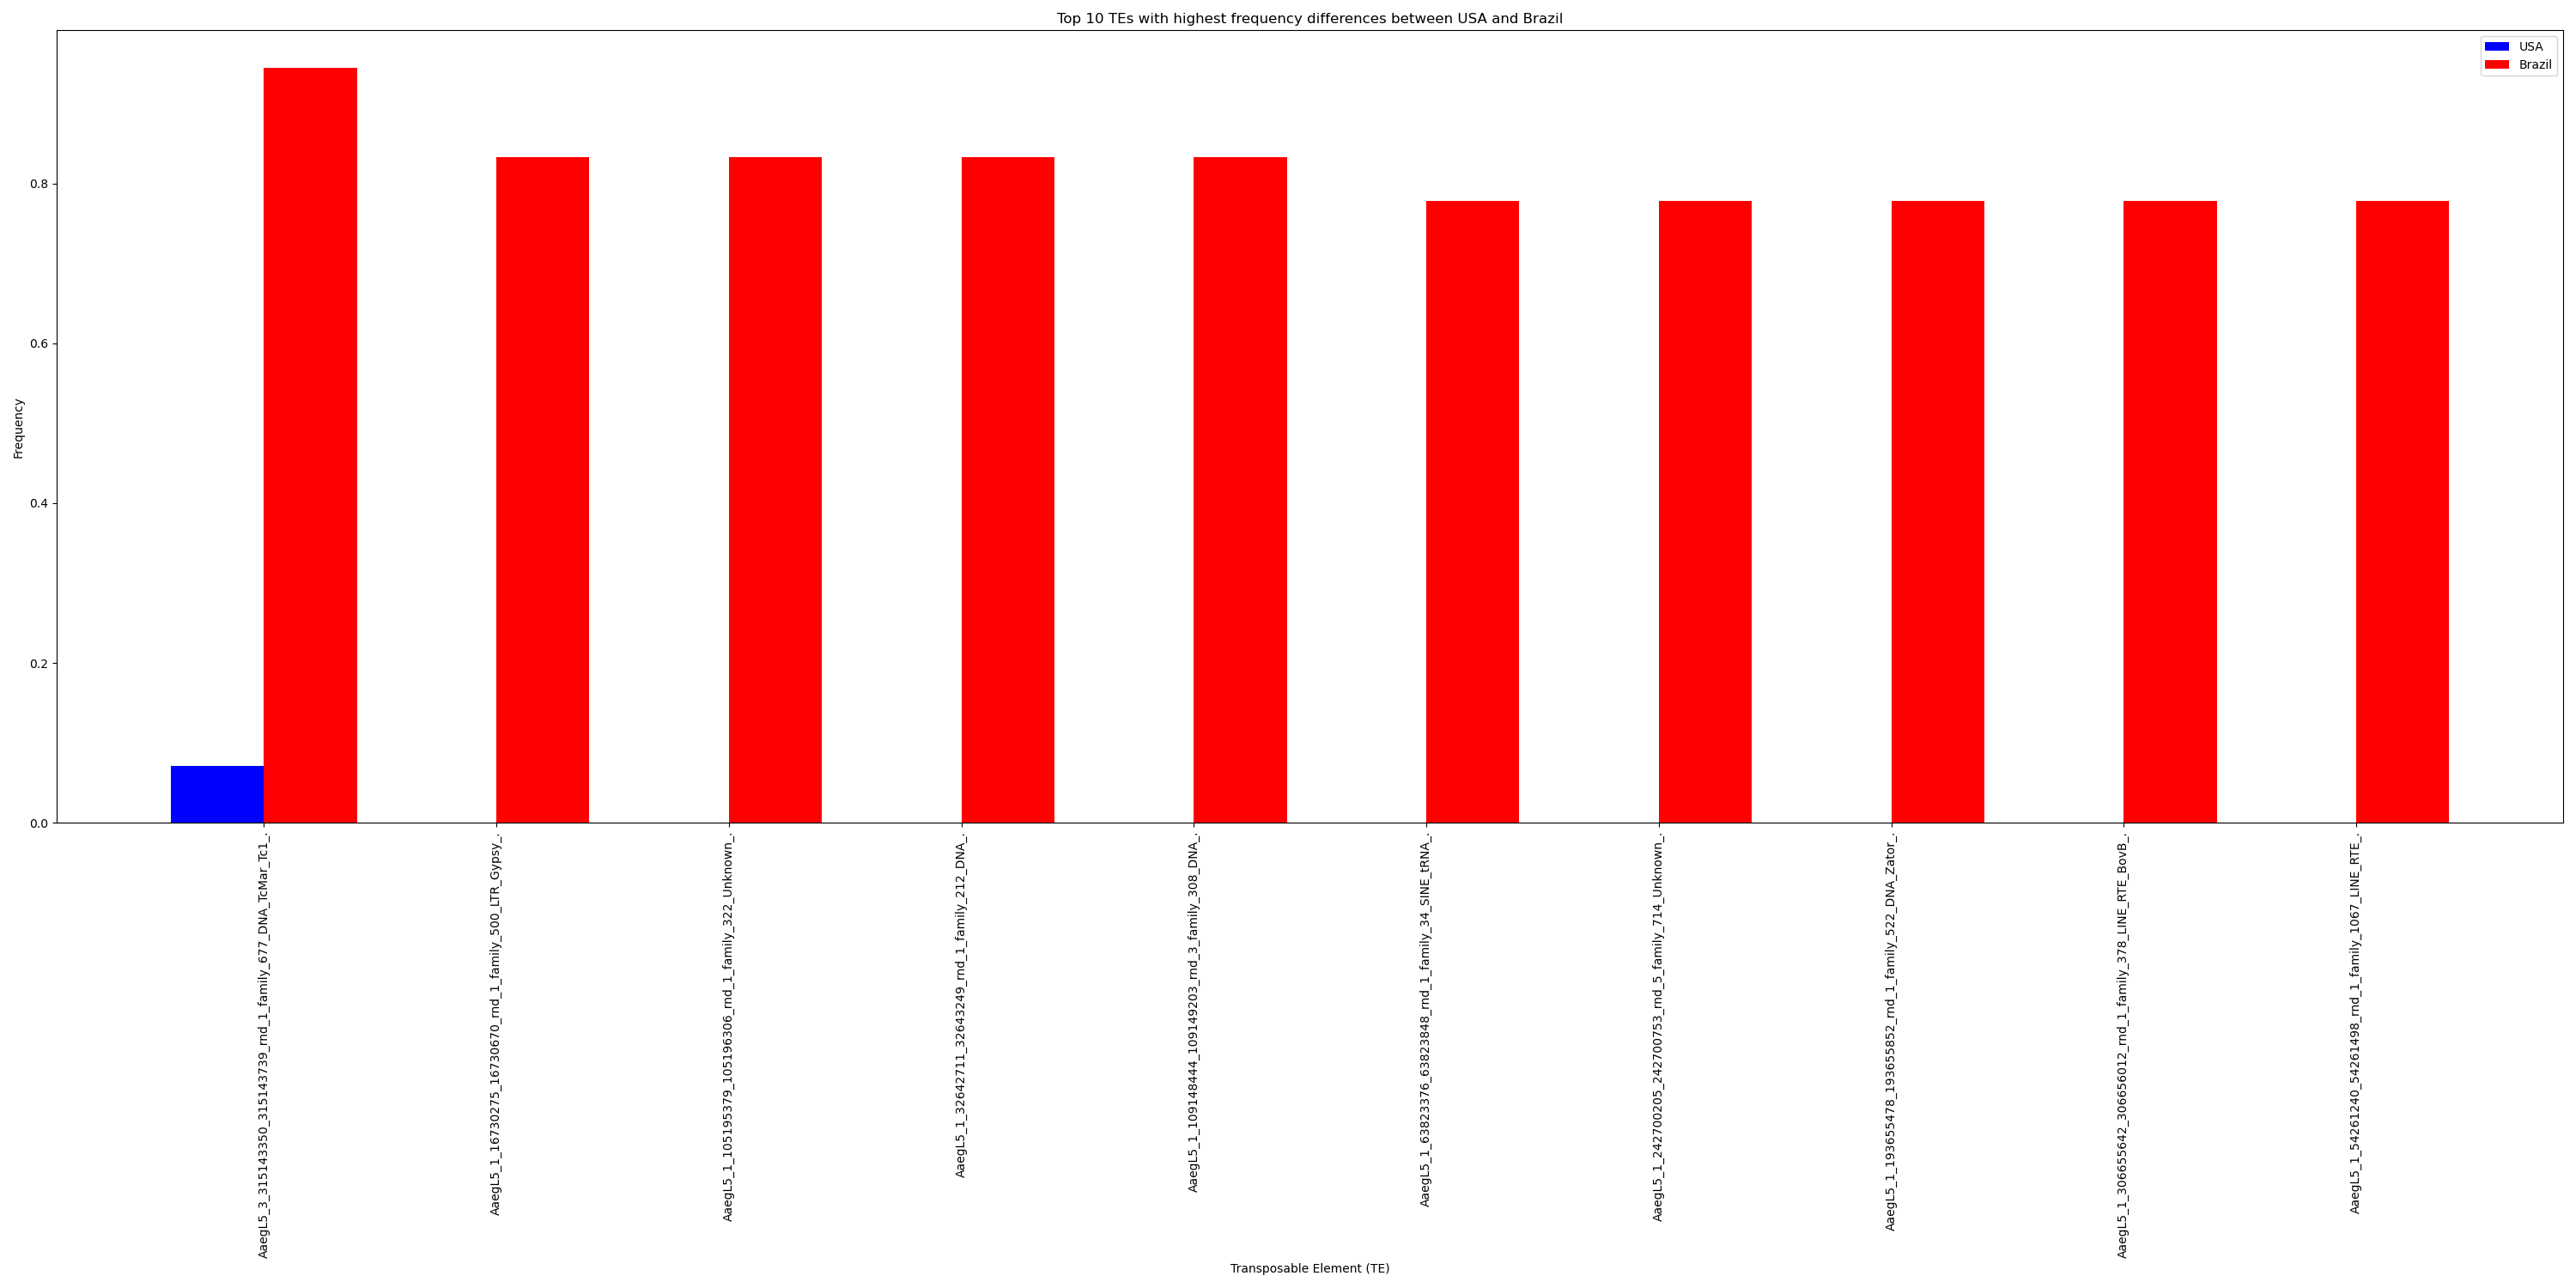 Top 10 TEs with highest frequency differences between USA and Brazil
USA
Brazil
Frequency
0.8
0.6
0.4
0.2
0.0
AaegL5_3_315143350_315143739_rnd_1_family_677_DNA_TcMar_Tc1_.
AaegL5_1_16730275_16730670_rnd_1_family_500_LTR_Gypsy_.
AaegL5_1_105195379_105196306_rnd_1_family_322_Unknown_.
AaegL5_1_32642711_32643249_rnd_1_family_212_DNA_.
AaegL5_1_109148444_109149203_rnd_3_family_308_DNA_.
AaegL5_1_63823376_63823848_rnd_1_family_34_SINE_tRNA_.
AaegL5_1_242700205_242700753_rnd_5_family_714_Unknown_.
AaegL5_1_193655478_193655852_rnd_1_family_522_DNA_Zator_.
AaegL5_1_306655642_306656012_rnd_1_family_378_LINE_RTE_BovB_.
AaegL5_1_54261240_54261498_rnd_1_family_1067_LINE_RTE_.
Transposable Element (TE)